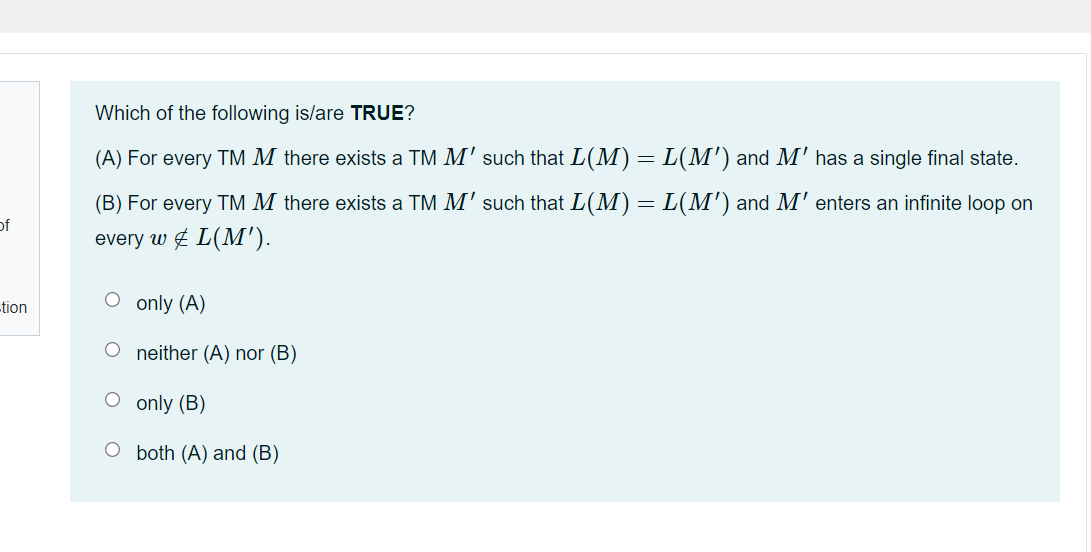 Which of the following is/are TRUE?
(A) For every TM M there exists a TM M′ such that L(M) = L(M′) and M′ has a single final state.
(B) For every TM M there exists a TM M′ such that L(M) = L(M′) and M′ enters an infinite loop on
of
every w ∉ L(M′).
only (A)
tion
neither (A) nor (B)
only (B)
both (A) and (B)